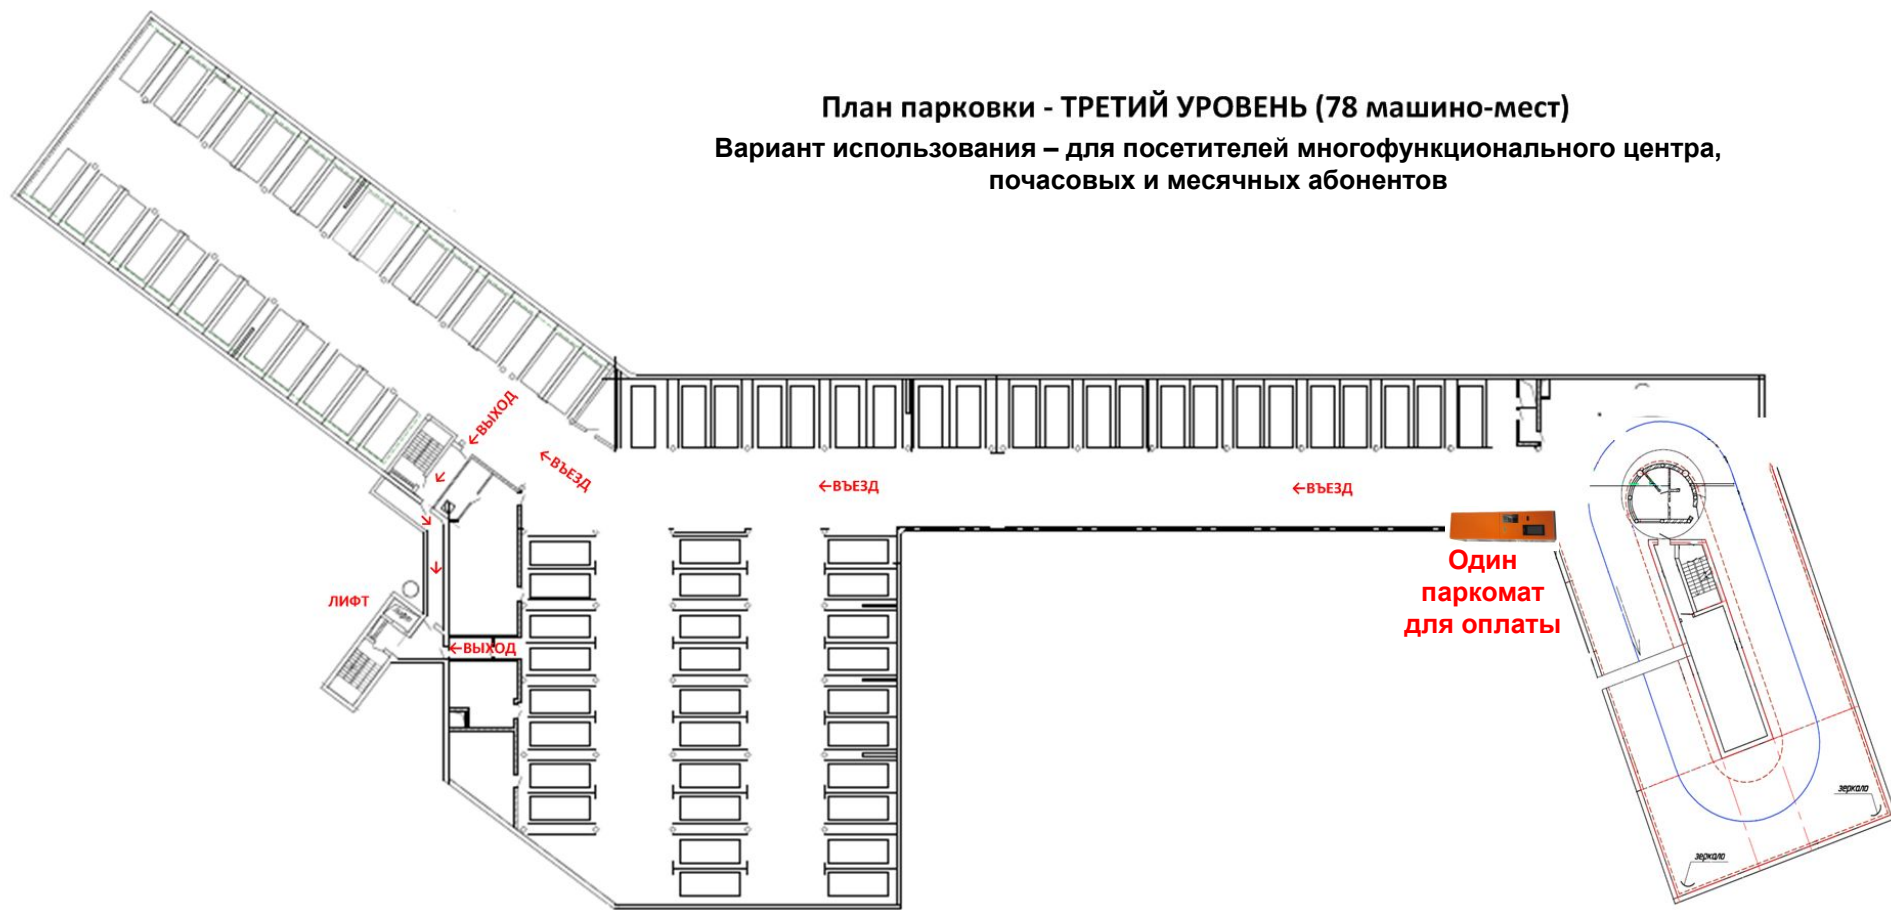 План парковки - ТРЕТИЙ УРОВЕНЬ (78 машино-мест)
Вариант использования – для посетителей многофункционального центра,
почасовых и месячных абонентов
←ВЫХОД
←ВЪЕЗД
←ВЪЕЗД
←ВЪЕЗД
Один
паркомат
для оплаты
ЛИФТ
лифт
←ВЫХОД
зеркало
зеркало